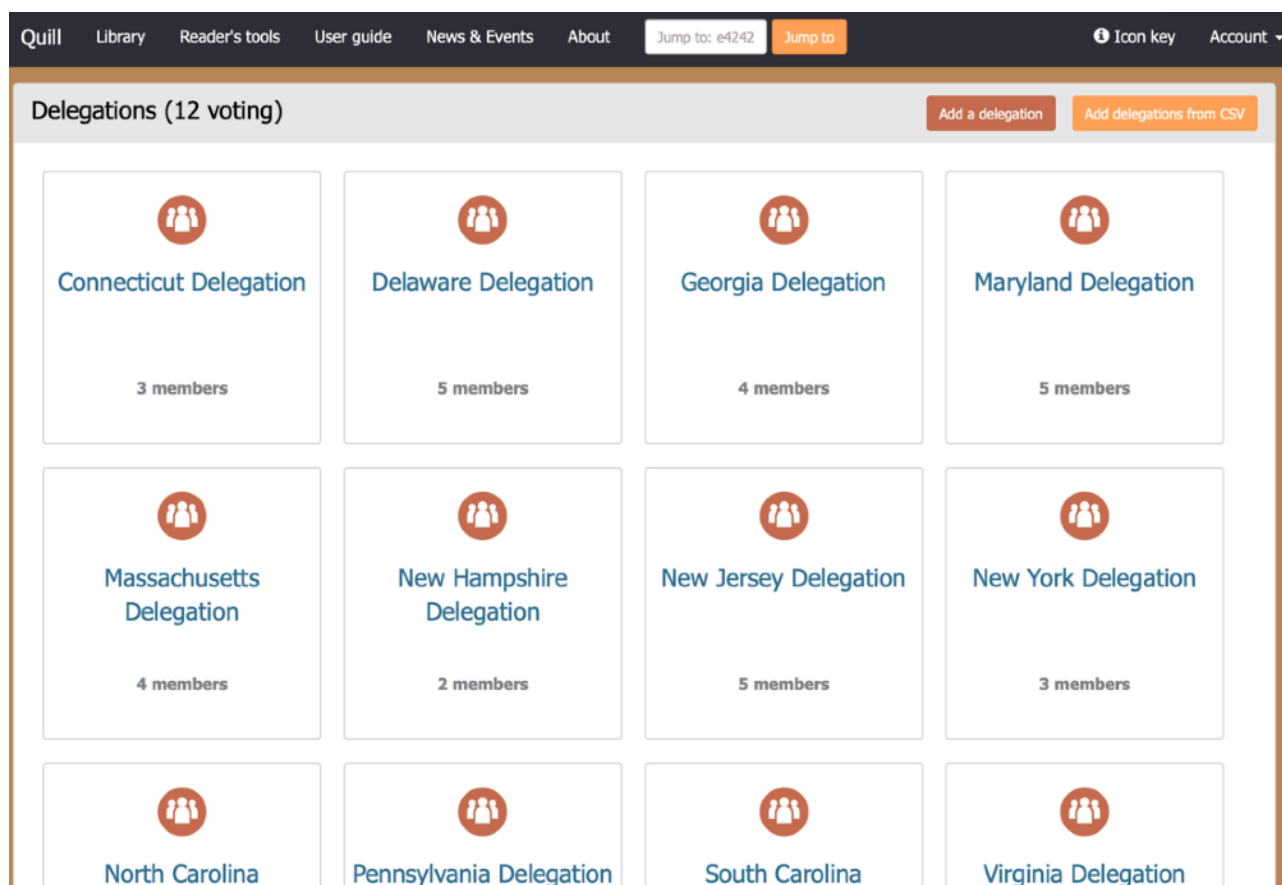 Quill Library Reader's tools User guide News & Events About Jump to: e4242 Jump to Icon key Account
Delegations (12 voting) Add a delegation Add delegations from CSV
Connecticut Delegation
3 members
Delaware Delegation
5 members
Georgia Delegation
4 members
Maryland Delegation
5 members
Massachusetts
Delegation
4 members
New Hampshire
Delegation
2 members
New Jersey Delegation
5 members
New York Delegation
3 members
North Carolina
Pennsylvania Delegation
South Carolina
Virginia Delegation